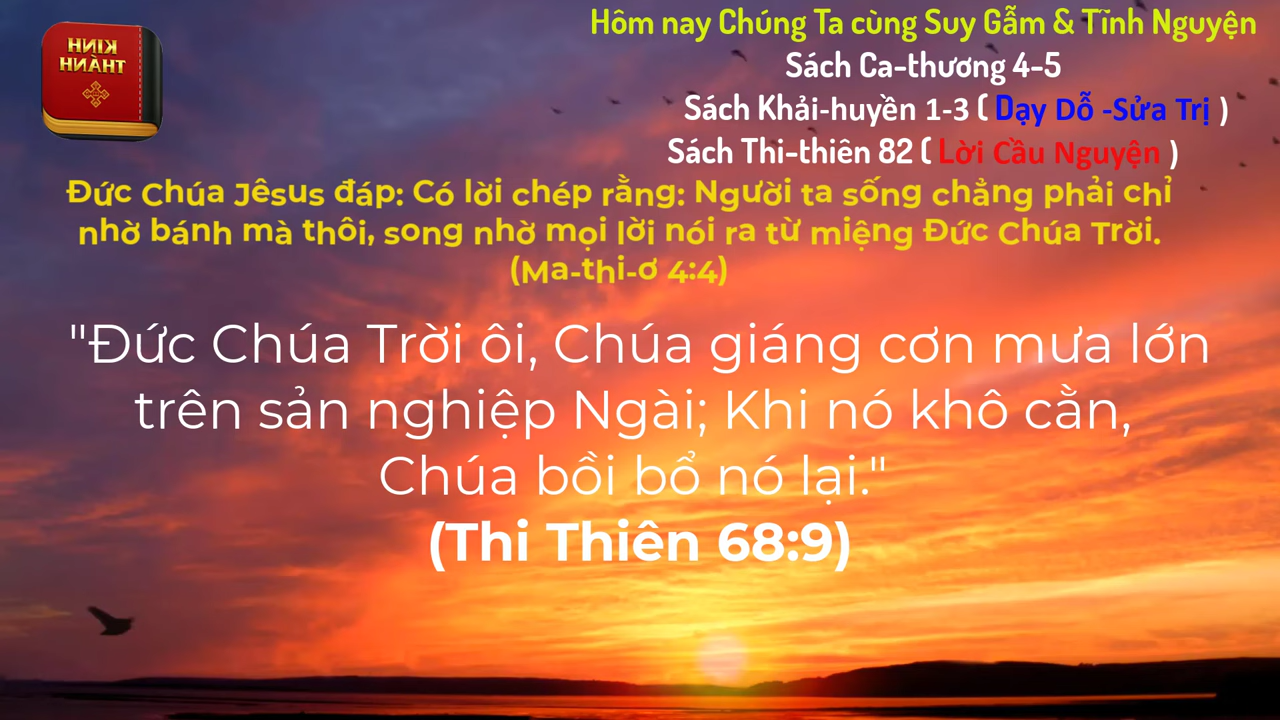 KINH
THÀNH
Hôm nay Chúng Ta cùng Suy Gẫm & Tĩnh Nguyện
Sách Ca-thương 4-5
Sách Khải-huyền 1-3 ( Dạy Dỗ -Sửa Trị )
Sách Thi-thiên 82 ( Lời Cầu Nguyện )
Đức Chúa Jêsus đáp: Có lời chép rằng: Người ta sống chẳng phải chỉ
nhờ bánh mà thôi, song nhờ mọi lời nói ra từ miệng Đức Chúa Trời.
(Ma-thi-ơ 4:4)
"Đức Chúa Trời ôi, Chúa giáng cơn mưa lớn
trên sản nghiệp Ngài; Khi nó khô cằn,
Chúa bồi bổ nó lại."
(Thi Thiên 68:9)